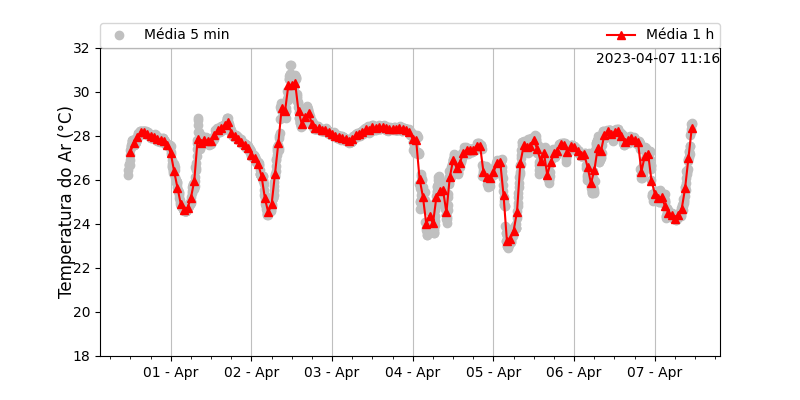 Média 5 min
Média 1 h
2023-04-07 11:16
Temperatura do Ar (°C)
32
30
28
26
24
22
20
18
01 - Apr
02 - Apr
03 - Apr
04 - Apr
05 - Apr
06 - Apr
07 - Apr